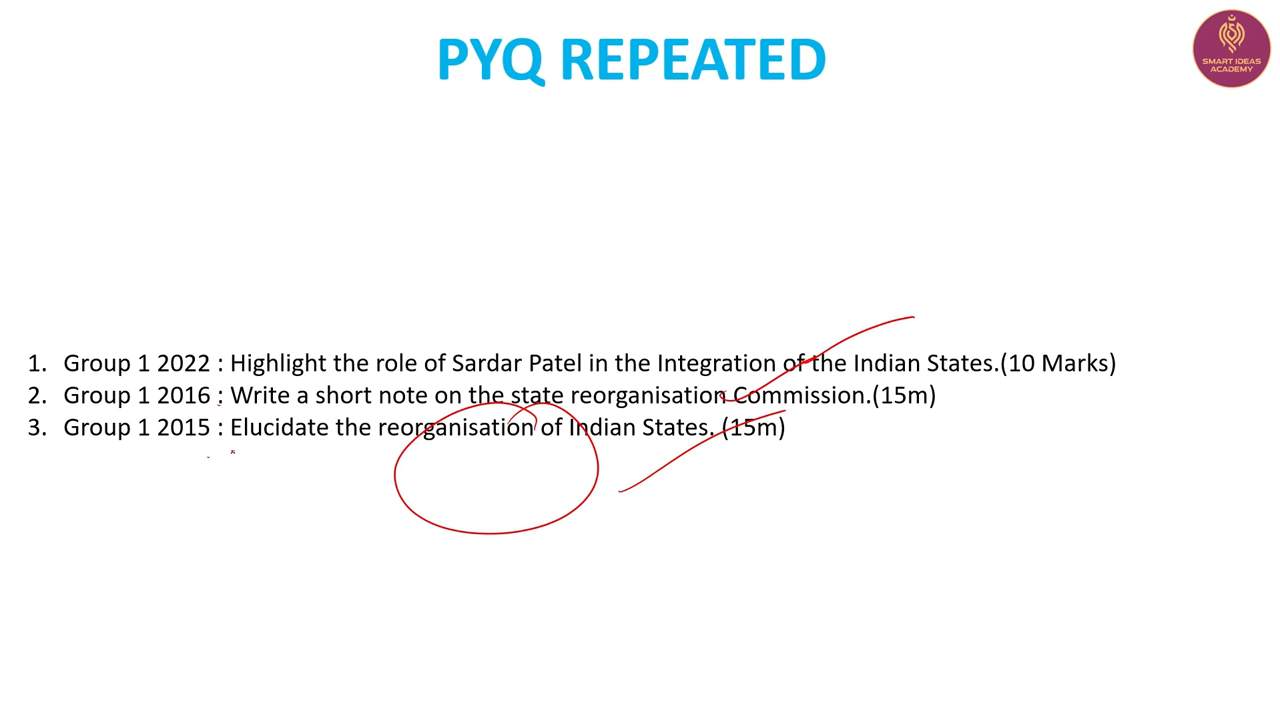 PYQ REPEATED
SMART IDEAS
ACADEMY
1. Group 1 2022 : Highlight the role of Sardar Patel in the Integration of the Indian States.(10 Marks)
2. Group 1 2016 : Write a short note on the state reorganisation Commission.(15m)
3. Group 1 2015 : Elucidate the reorganisation of Indian States. (15m)